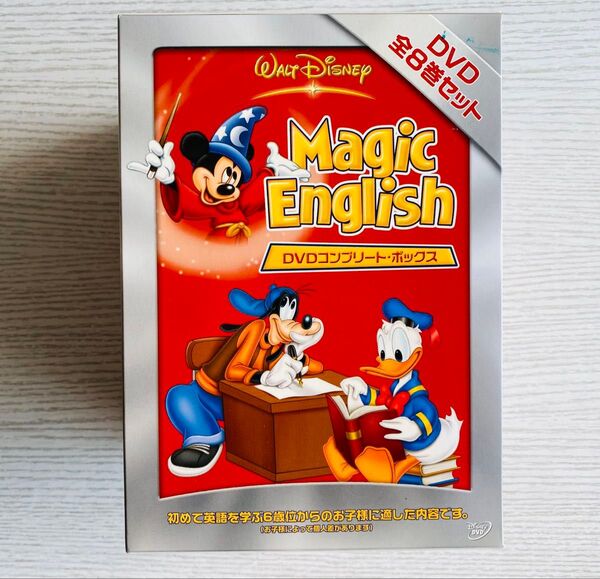 WALT DISNEY
DVD
全8巻セット
Magic
English
DVDコンプリート・ボックス
初めて英語を学ぶ6歳位からのお子様に適した内容です。
(お子様によって個人差があります)
DISNEY
DVD